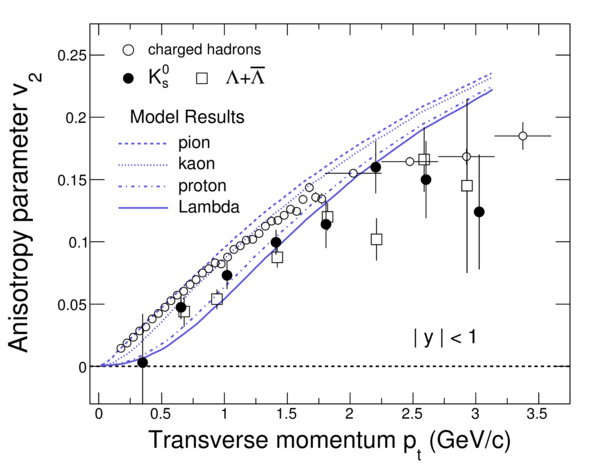 Anisotropy parameter v2
0.25
0.2
0.15
0.1
0.05
0
charged hadrons
K0s
Λ+Λ̅
Model Results
pion
kaon
proton
Lambda
| y | < 1
0
0.5
1
1.5
2
2.5
3
3.5
Transverse momentum pt (GeV/c)